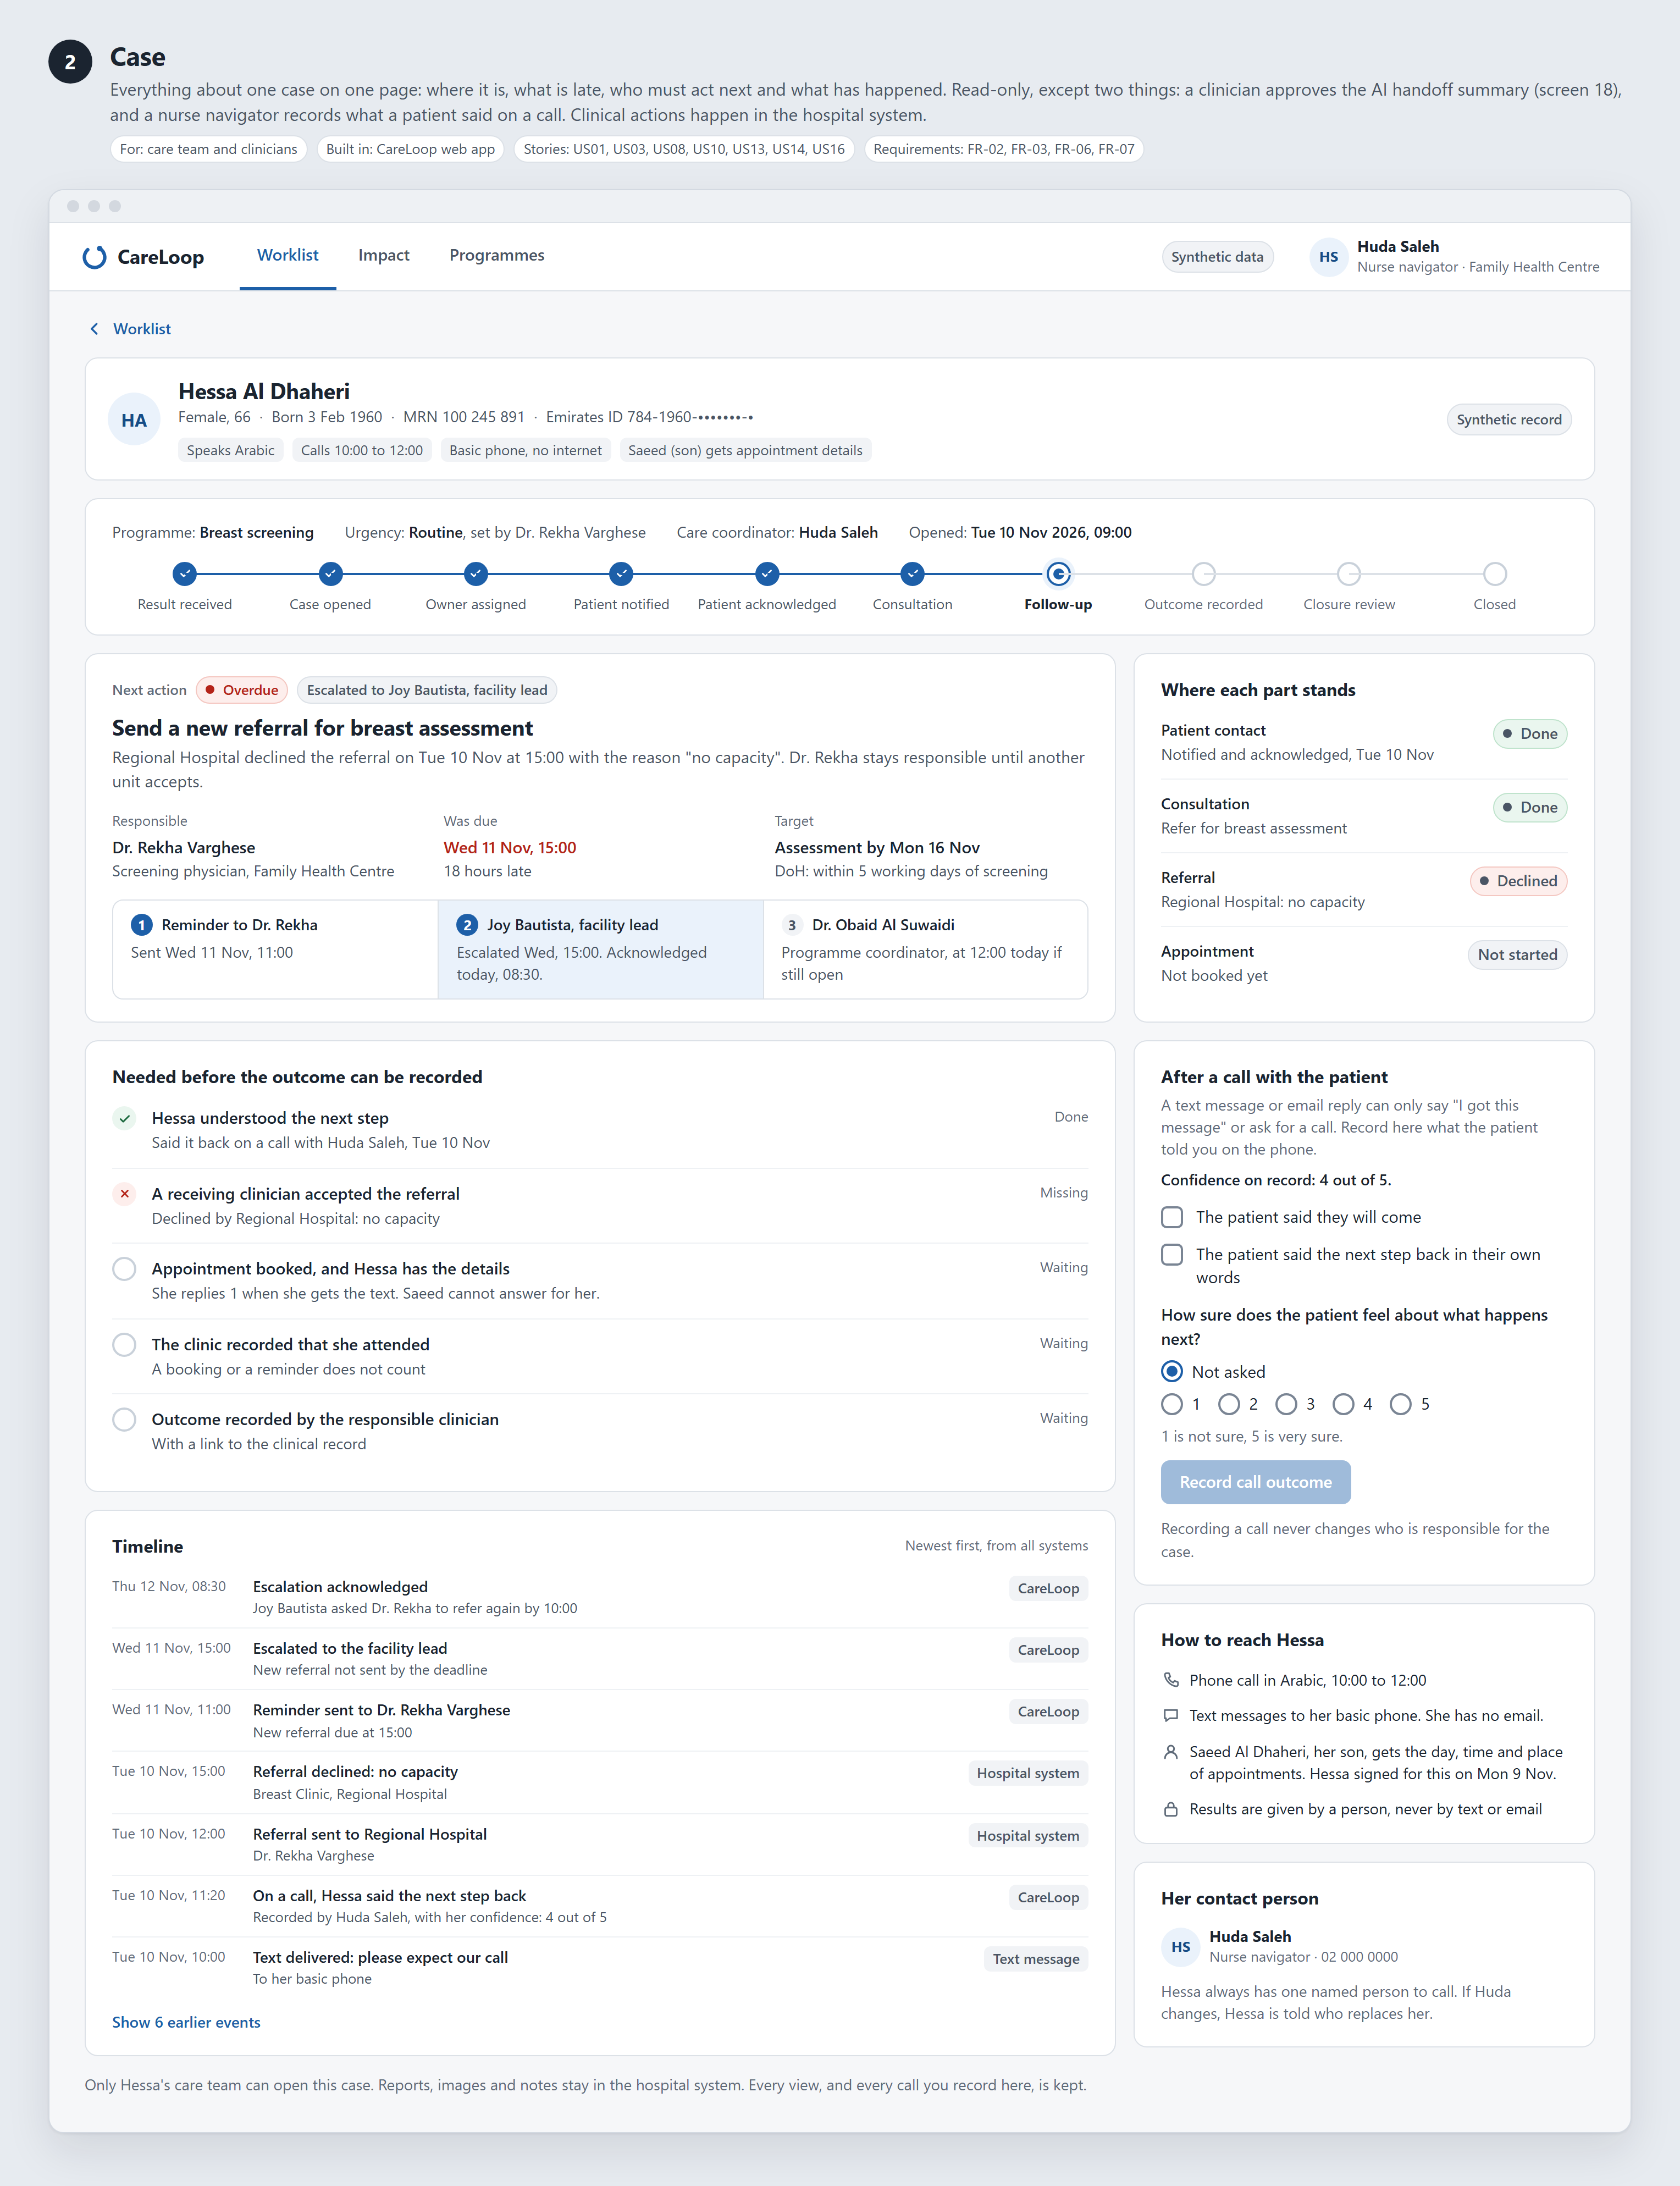 2
Case
Everything about one case on one page: where it is, what is late, who must act next and what has happened. Read-only, except two things: a clinician approves the AI handoff summary (screen 18),
and a nurse navigator records what a patient said on a call. Clinical actions happen in the hospital system.
For: care team and clinicians
Built in: CareLoop web app
Stories: US01, US03, US08, US10, US13, US14, US16
Requirements: FR-02, FR-03, FR-06, FR-07
CareLoop
Worklist
Impact
Programmes
Synthetic data
HS
Huda Saleh
Nurse navigator · Family Health Centre
Worklist
HA
Hessa Al Dhaheri
Female, 66 · Born 3 Feb 1960 · MRN 100 245 891 · Emirates ID 784-1960-•••••••-•
Speaks Arabic
Calls 10:00 to 12:00
Basic phone, no internet
Saeed (son) gets appointment details
Synthetic record
Programme: Breast screening
Urgency: Routine, set by Dr. Rekha Varghese
Care coordinator: Huda Saleh
Opened: Tue 10 Nov 2026, 09:00
Result received
Case opened
Owner assigned
Patient notified
Patient acknowledged
Consultation
Follow-up
Outcome recorded
Closure review
Closed
Next action
Overdue
Escalated to Joy Bautista, facility lead
Send a new referral for breast assessment
Regional Hospital declined the referral on Tue 10 Nov at 15:00 with the reason "no capacity". Dr. Rekha stays responsible until another
unit accepts.
Responsible
Dr. Rekha Varghese
Screening physician, Family Health Centre
Was due
Wed 11 Nov, 15:00
18 hours late
Target
Assessment by Mon 16 Nov
DoH: within 5 working days of screening
1
Reminder to Dr. Rekha
Sent Wed 11 Nov, 11:00
2
Joy Bautista, facility lead
Escalated Wed, 15:00. Acknowledged
today, 08:30.
3
Dr. Obaid Al Suwaidi
Programme coordinator, at 12:00 today if
still open
Where each part stands
Patient contact
Notified and acknowledged, Tue 10 Nov
Done
Consultation
Refer for breast assessment
Done
Referral
Regional Hospital: no capacity
Declined
Appointment
Not booked yet
Not started
Needed before the outcome can be recorded
Hessa understood the next step
Said it back on a call with Huda Saleh, Tue 10 Nov
Done
A receiving clinician accepted the referral
Declined by Regional Hospital: no capacity
Missing
Appointment booked, and Hessa has the details
She replies 1 when she gets the text. Saeed cannot answer for her.
Waiting
The clinic recorded that she attended
A booking or a reminder does not count
Waiting
Outcome recorded by the responsible clinician
With a link to the clinical record
Waiting
After a call with the patient
A text message or email reply can only say "I got this
message" or ask for a call. Record here what the patient
told you on the phone.
Confidence on record: 4 out of 5.
The patient said they will come
The patient said the next step back in their own
words
How sure does the patient feel about what happens
next?
Not asked
1
2
3
4
5
1 is not sure, 5 is very sure.
Record call outcome
Recording a call never changes who is responsible for the
case.
Timeline
Newest first, from all systems
Thu 12 Nov, 08:30
Escalation acknowledged
Joy Bautista asked Dr. Rekha to refer again by 10:00
CareLoop
Wed 11 Nov, 15:00
Escalated to the facility lead
New referral not sent by the deadline
CareLoop
Wed 11 Nov, 11:00
Reminder sent to Dr. Rekha Varghese
New referral due at 15:00
CareLoop
Tue 10 Nov, 15:00
Referral declined: no capacity
Breast Clinic, Regional Hospital
Hospital system
Tue 10 Nov, 12:00
Referral sent to Regional Hospital
Dr. Rekha Varghese
Hospital system
Tue 10 Nov, 11:20
On a call, Hessa said the next step back
Recorded by Huda Saleh, with her confidence: 4 out of 5
CareLoop
Tue 10 Nov, 10:00
Text delivered: please expect our call
To her basic phone
Text message
Show 6 earlier events
How to reach Hessa
Phone call in Arabic, 10:00 to 12:00
Text messages to her basic phone. She has no email.
Saeed Al Dhaheri, her son, gets the day, time and place
of appointments. Hessa signed for this on Mon 9 Nov.
Results are given by a person, never by text or email
Her contact person
HS
Huda Saleh
Nurse navigator · 02 000 0000
Hessa always has one named person to call. If Huda
changes, Hessa is told who replaces her.
Only Hessa's care team can open this case. Reports, images and notes stay in the hospital system. Every view, and every call you record here, is kept.